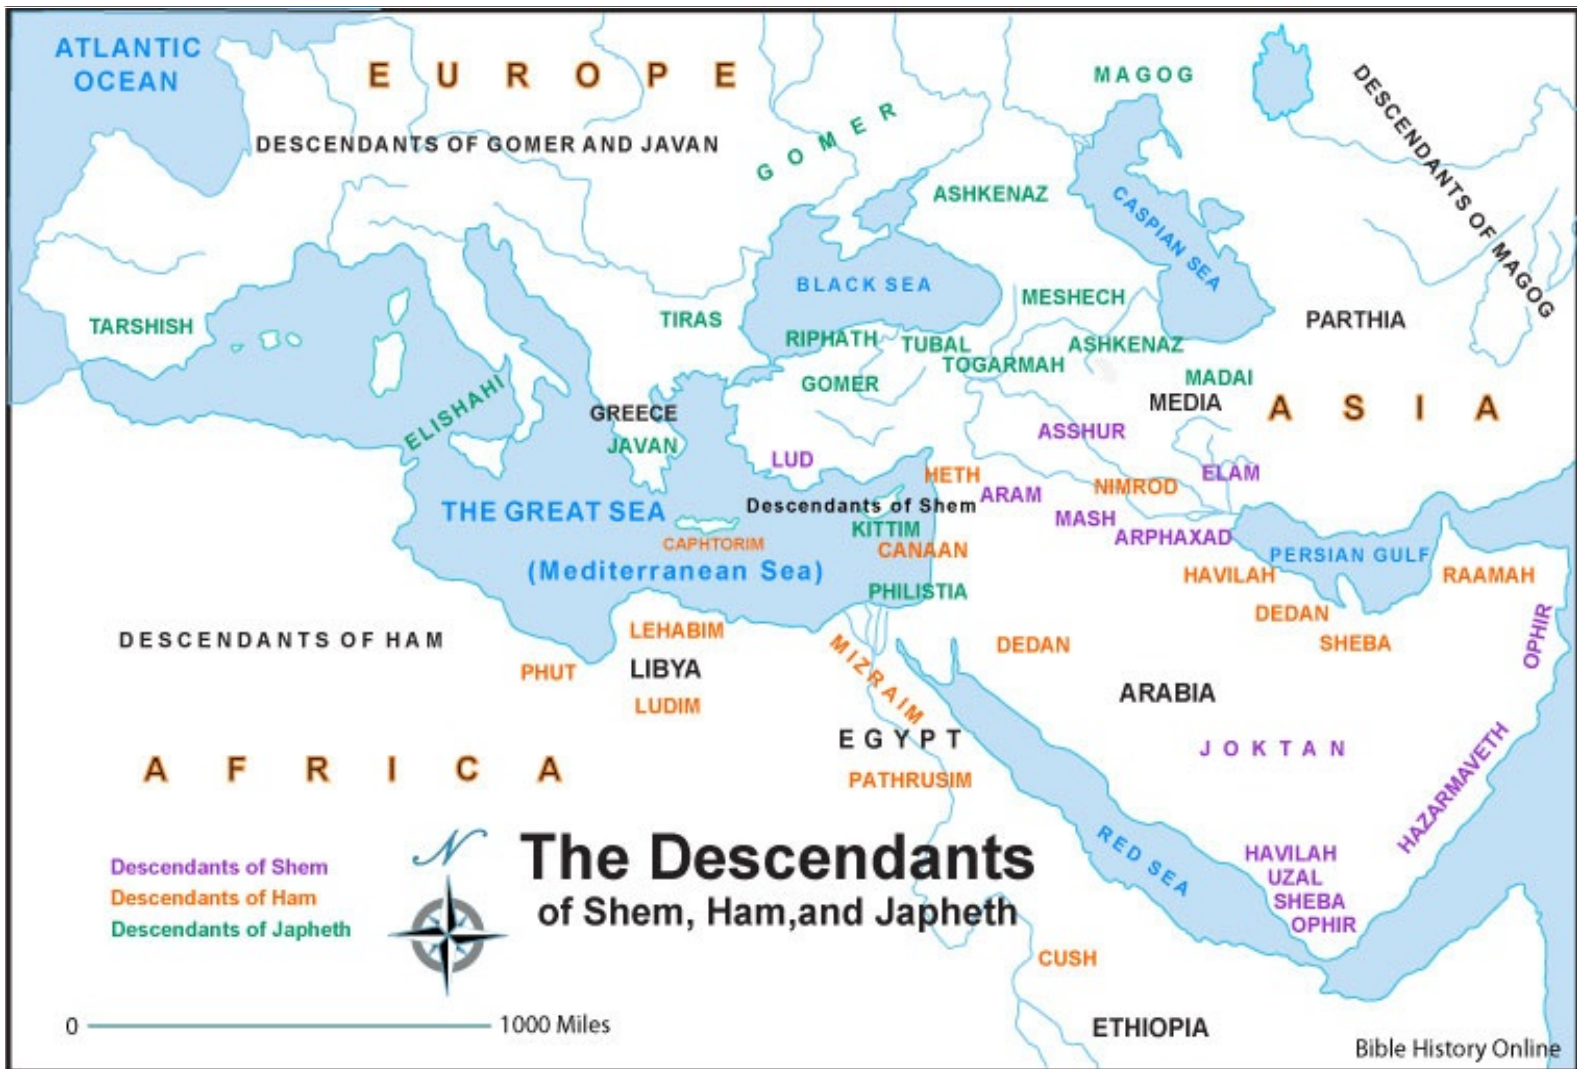 ATLANTIC
OCEAN
E U R O P E
MAGOG
DESCENDANTS OF MAGOG
GOMER
DESCENDANTS OF GOMER AND JAVAN
ASHKENAZ
CASPIAN SEA
BLACK SEA
MESHECH
TARSHISH
TIRAS
PARTHIA
RIPHATH
TUBAL
ASHKENAZ
TOGARMAH
GOMER
MADAI
MEDIA
A S I A
ELISHAHI
GREECE
JAVAN
ASSHUR
LUD
HETH
ELAM
NIMROD
ARAM
Descendants of Shem
THE GREAT SEA
MASH
KITTIM
ARPHAXAD
CAPHTORIM
CANAAN
PERSIAN GULF
(Mediterranean Sea)
HAVILAH
RAAMAH
PHILISTIA
DEDAN
OPHIR
LEHABIM
DESCENDANTS OF HAM
SHEBA
DEDAN
MIZRAIM
PHUT
LIBYA
ARABIA
LUDIM
EGYPT
JOKTAN
A F R I C A
PATHRUSIM
HAZARMAVETH
RED SEA
HAVILAH
UZAL
SHEBA
OPHIR
N
The Descendants
of Shem, Ham,and Japheth
Descendants of Shem
Descendants of Ham
Descendants of Japheth
CUSH
0 1000 Miles
ETHIOPIA
Bible History Online